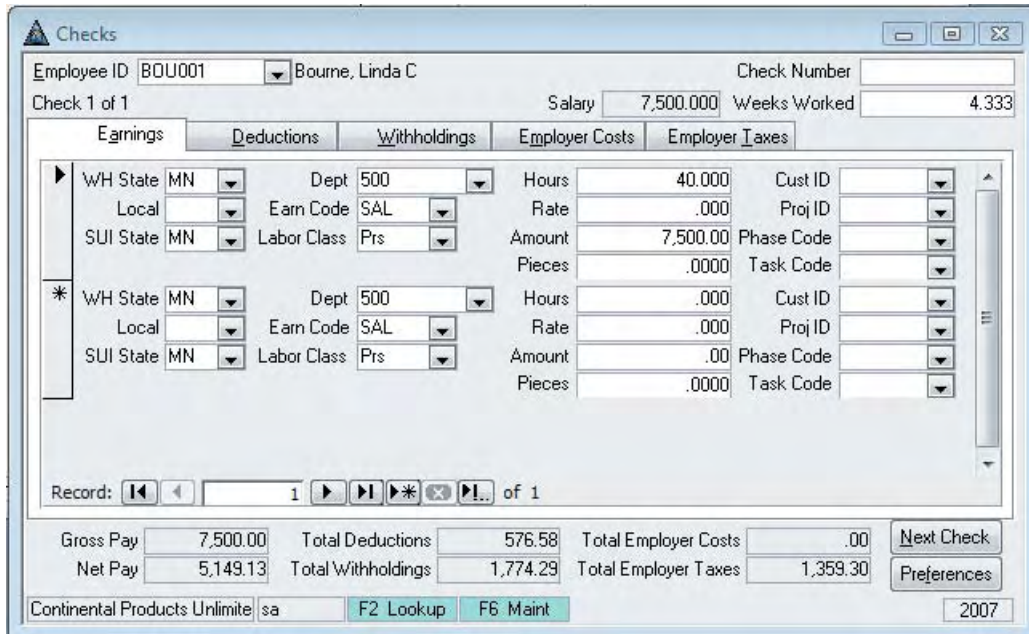 Checks
Employee ID BOU001 Bourne, Linda C Check Number
Check 1 of 1 Salary 7,500.000 Weeks Worked 4.333
Earnings Deductions Withholdings Employer Costs Employer Taxes
WH State MN Dept 500 Hours 40.000 Cust ID
Local Earn Code SAL Rate .000 Proj ID
SUI State MN Labor Class Prs Amount 7,500.00 Phase Code
Pieces .0000 Task Code
* WH State MN Dept 500 Hours .000 Cust ID
Local Earn Code SAL Rate .000 Proj ID
SUI State MN Labor Class Prs Amount .00 Phase Code
Pieces .0000 Task Code
Record: 1 of 1
Gross Pay 7,500.00 Total Deductions 576.58 Total Employer Costs .00 Next Check
Net Pay 5,149.13 Total Withholdings 1,774.29 Total Employer Taxes 1,359.30 Preferences
Continental Products Unlimite sa F2 Lookup F6 Maint 2007